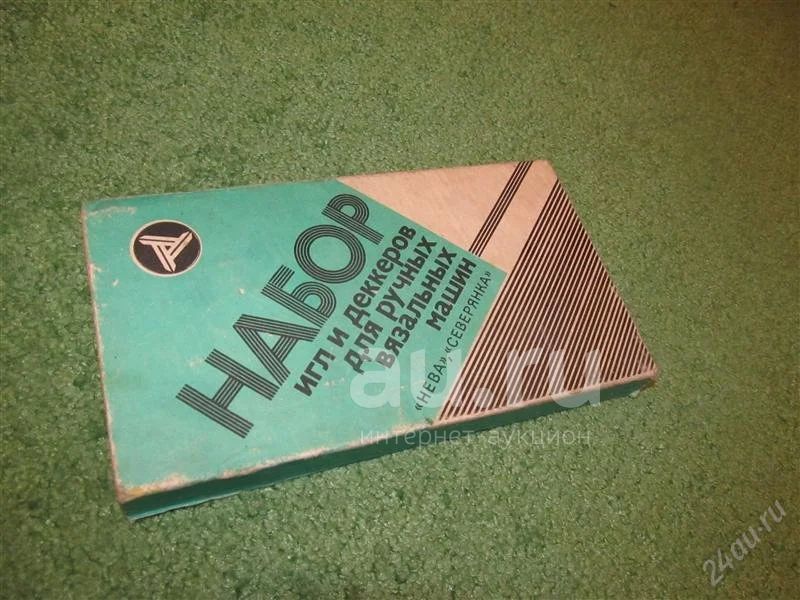 НАБОР
игл и деккеров
для ручных
вязальных
машин
«НЕВА», «СЕВЕРЯНКА»
au.ru
интернет-аукцион
24au.ru